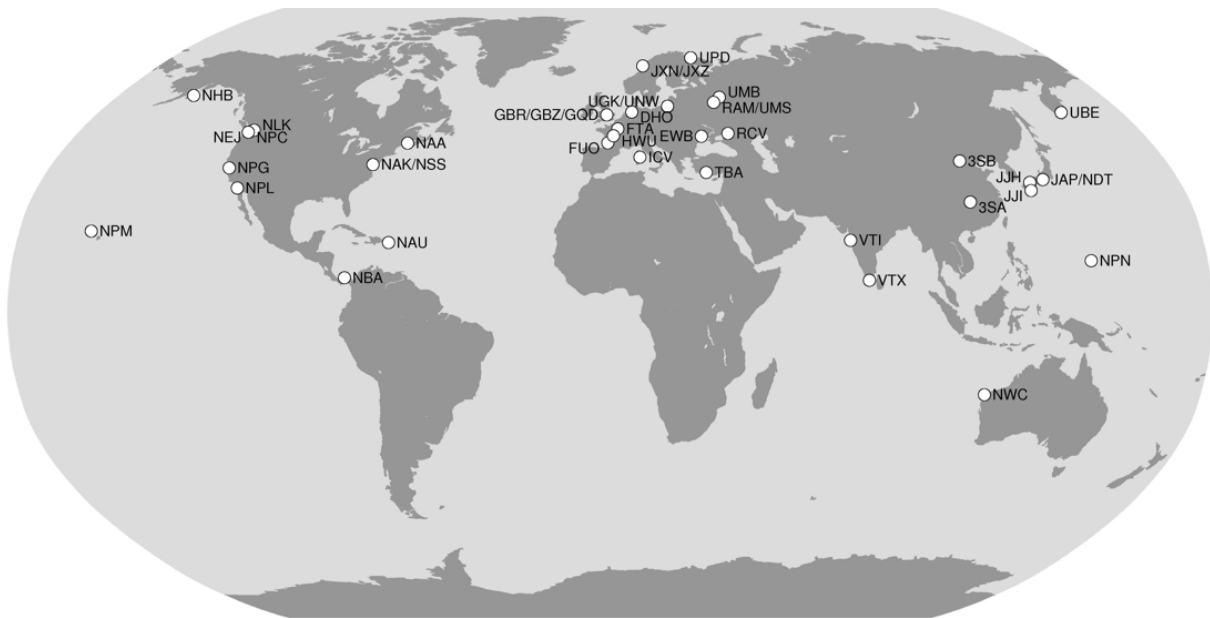 UPD
JXN/JXZ
NHB
UMB
UGK/UNW
RAM/UMS
GBR/GBZ/GQD
DHO
UBE
NLK
FTA
NEJ
NPC
EWB
RCV
NAA
FUO
HWU
ICV
3SB
NAK/NSS
NPG
TBA
JJH
JAP/NDT
NPL
JJI
3SA
NPM
NAU
VTI
NPN
NBA
VTX
NWC